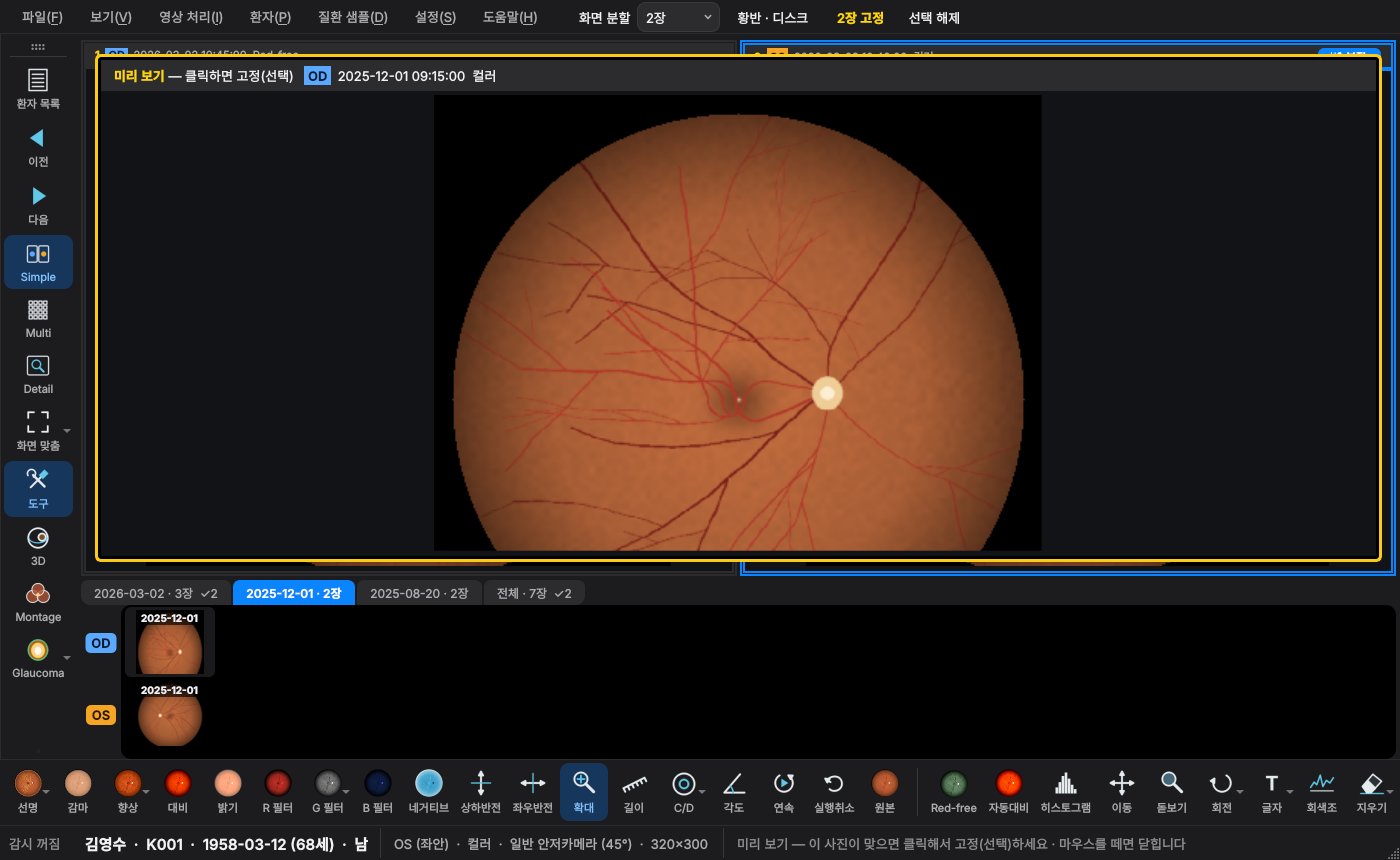 파일(F) 보기(V) 영상 처리(I) 환자(P) 질환 샘플(D) 설정(S) 도움말(H) 화면 분할 2장 황반 · 디스크 2장 고정 선택 해제
미리 보기 — 클릭하면 고정(선택) OD 2025-12-01 09:15:00 컬러
환자 목록
이전
다음
Simple
Multi
Detail
화면 맞춤
도구
3D
Montage
Glaucoma
2026-03-02 · 3장 ✓2 2025-12-01 · 2장 2025-08-20 · 2장 전체 · 7장 ✓2
2025-12-01
OD
2025-12-01
OS
선명 감마 향상 대비 밝기 R 필터 G 필터 B 필터 네거티브 상하반전 좌우반전 확대 길이 C/D 각도 연속 실행취소 원본 Red-free 자동대비 히스토그램 이동 돋보기 회전 글자 회색조 지우기
감시 꺼짐 김영수 · K001 · 1958-03-12 (68세) · 남 OS (좌안) · 컬러 · 일반 안저카메라 (45°) · 320×308 미리 보기 — 이 사진이 맞으면 클릭해서 고정(선택)하세요 · 마우스를 떼면 닫힙니다